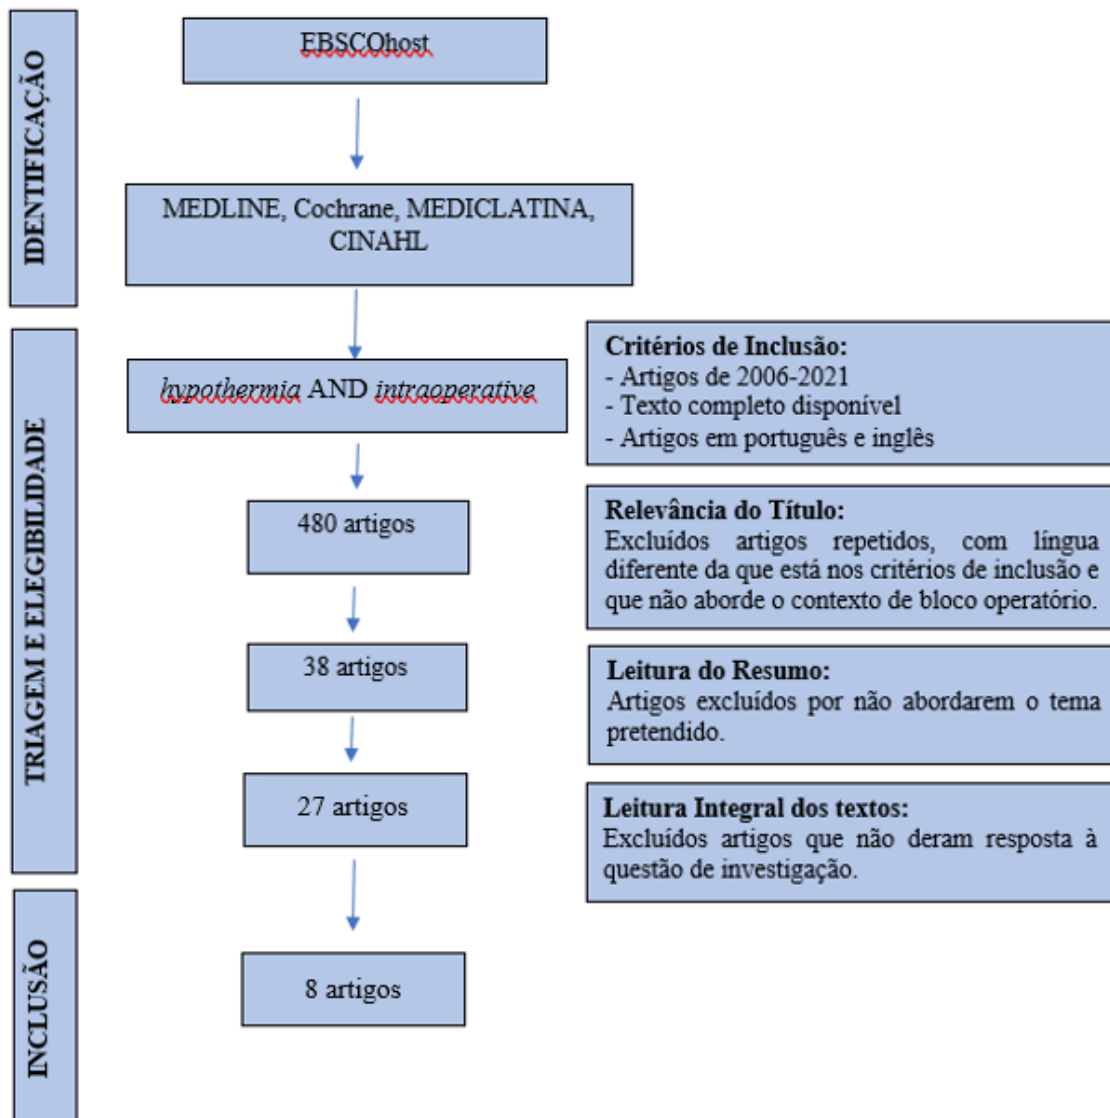 IDENTIFICAÇÃO
EBSCOhost
MEDLINE, Cochrane, MEDICLATINA,
CINAHL
TRIAGEM E ELEGIBILIDADE
hypothermia AND intraoperative
Critérios de Inclusão:
- Artigos de 2006-2021
- Texto completo disponível
- Artigos em português e inglês
480 artigos
Relevância do Título:
Excluídos artigos repetidos, com língua
diferente da que está nos critérios de inclusão e
que não aborde o contexto de bloco operatório.
38 artigos
Leitura do Resumo:
Artigos excluídos por não abordarem o tema
pretendido.
27 artigos
Leitura Integral dos textos:
Excluídos artigos que não deram resposta à
questão de investigação.
INCLUSÃO
8 artigos